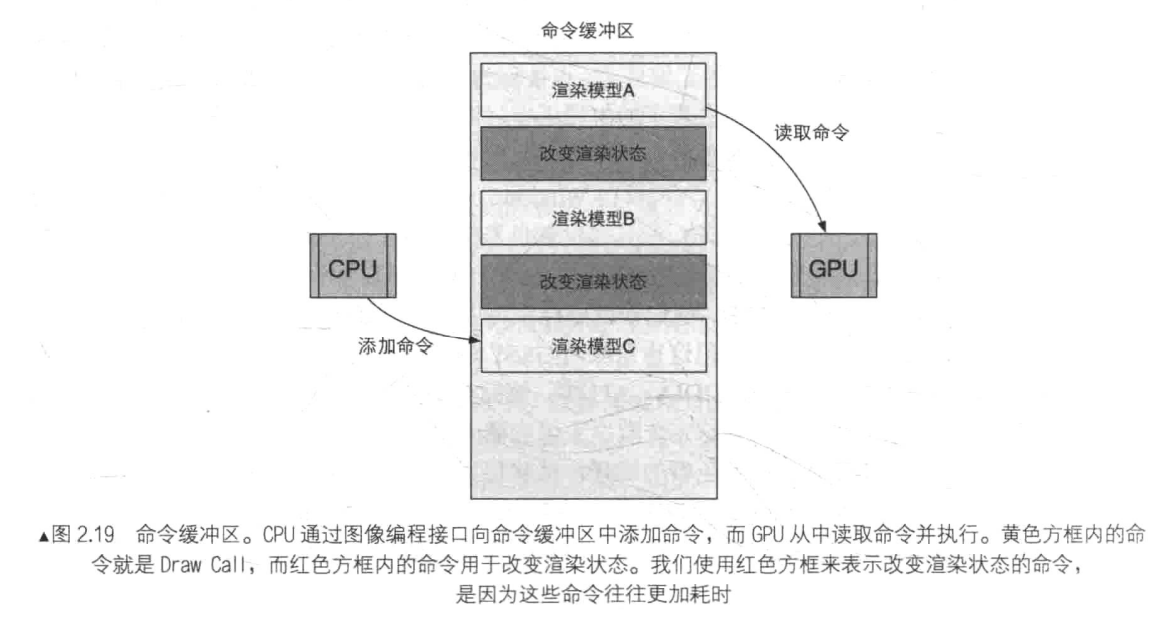 命令缓冲区
渲染模型A
读取命令
改变渲染状态
渲染模型B
CPU
GPU
改变渲染状态
添加命令
渲染模型C
▲图 2.19 命令缓冲区。CPU 通过图像编程接口向命令缓冲区中添加命令，而 GPU 从中读取命令并执行。黄色方框内的命
令就是 Draw Call，而红色方框内的命令用于改变渲染状态。我们使用红色方框来表示改变渲染状态的命令，
是因为这些命令往往更加耗时